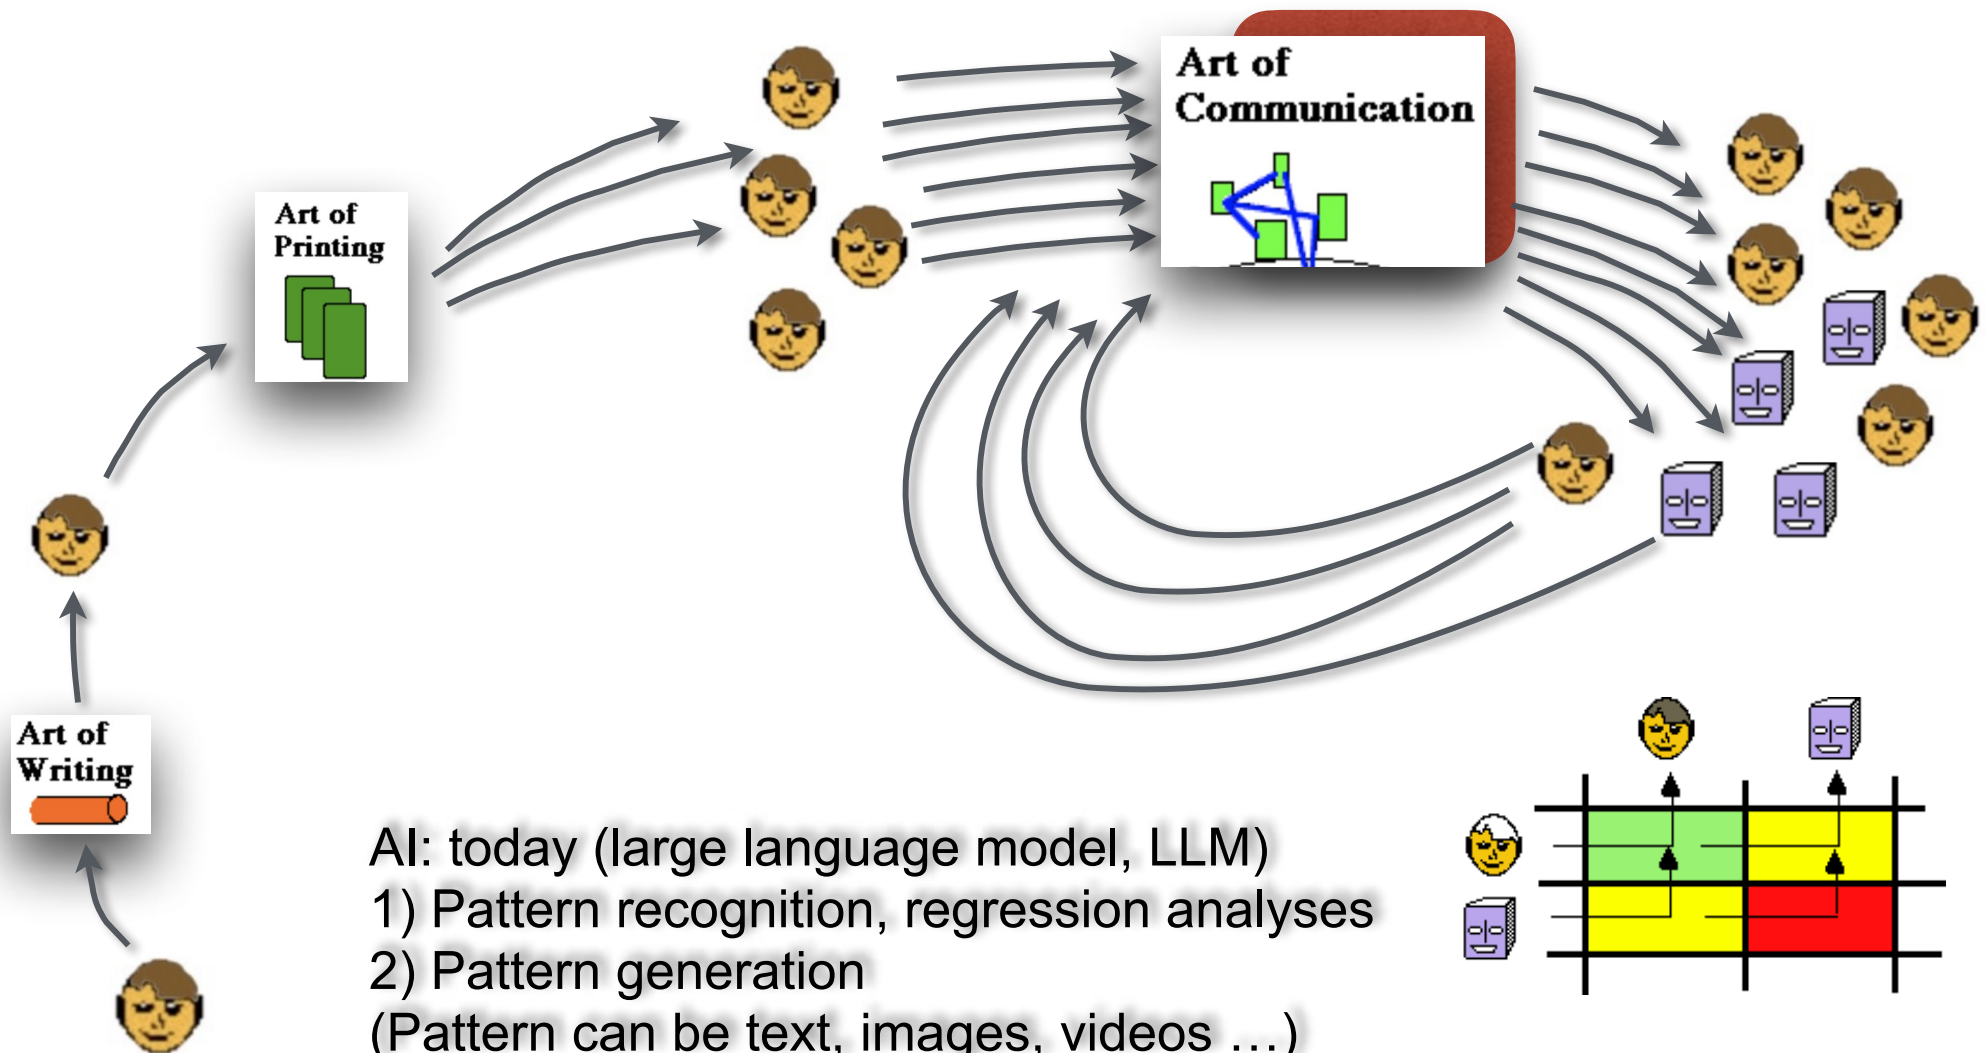 Art of
Communication
Art of
Printing
Art of
Writing
AI: today (large language model, LLM)
1) Pattern recognition, regression analyses
2) Pattern generation
(Pattern can be text, images, videos …)